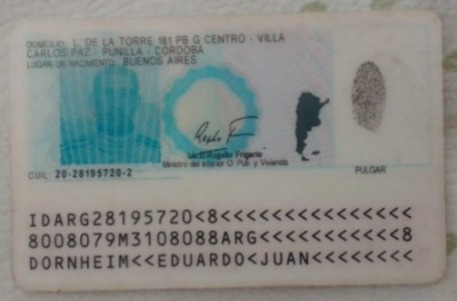 DOMICILIO: L. DE LA TORRE 181 PB G CENTRO - VILLA
CARLOS PAZ - PUNILLA - CORDOBA
LUGAR DE NACIMIENTO: BUENOS AIRES
Lic. Rogelio Frigerio
Ministro del Interior O. Pub. y Vivienda
CUIL: 20-28195720-2
PULGAR
IDARG28195720<8<<<<<<<<<<<<<<<
8008079M3108088ARG<<<<<<<<<<<8
DORNHEIM<<EDUARDO<JUAN<<<<<<<<